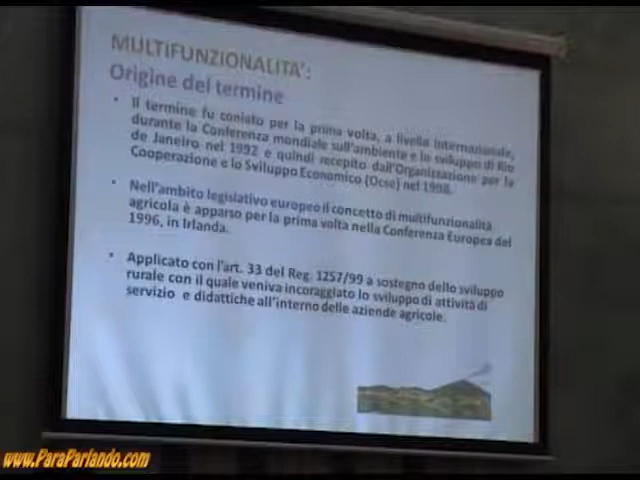 MULTIFUNZIONALITA':
Origine del termine
• Il termine fu coniato per la prima volta, a livello internazionale,
durante la Conferenza mondiale sull'ambiente e lo sviluppo di Rio
de Janeiro nel 1992 e quindi recepito dall'Organizzazione per la
Cooperazione e lo Sviluppo Economico (Ocse) nel 1998.
• Nell'ambito legislativo europeo il concetto di multifunzionalità
agricola è apparso per la prima volta nella Conferenza Europea del
1996, in Irlanda.
• Applicato con l'art. 33 del Reg. 1257/99 a sostegno dello sviluppo
rurale con il quale veniva incoraggiato lo sviluppo di attività di
servizio e didattiche all'interno delle aziende agricole.
www.ParaParlando.com